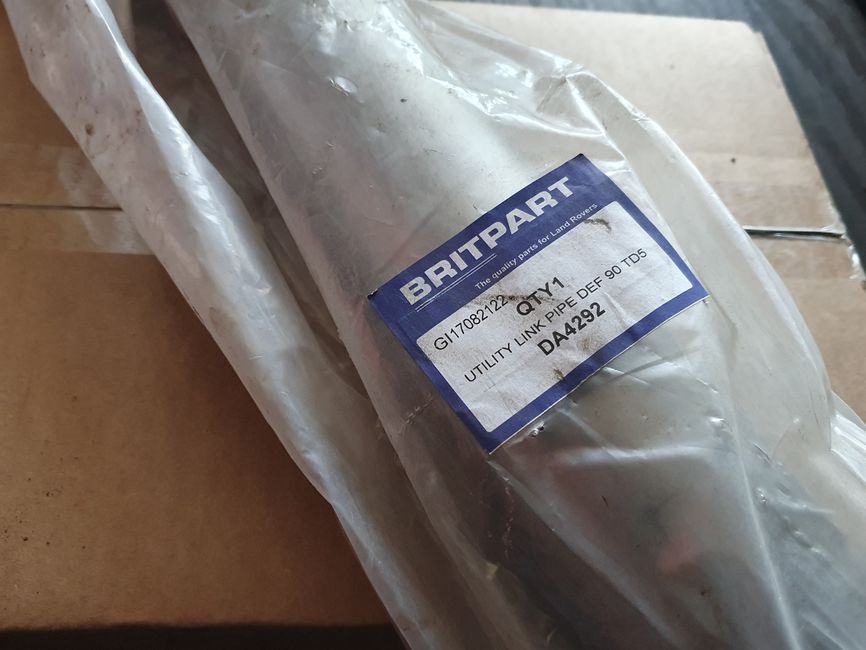 BRITPART
The quality parts for Land Rovers
GI17082122
QTY1
UTILITY LINK PIPE DEF 90 TD5
DA4292